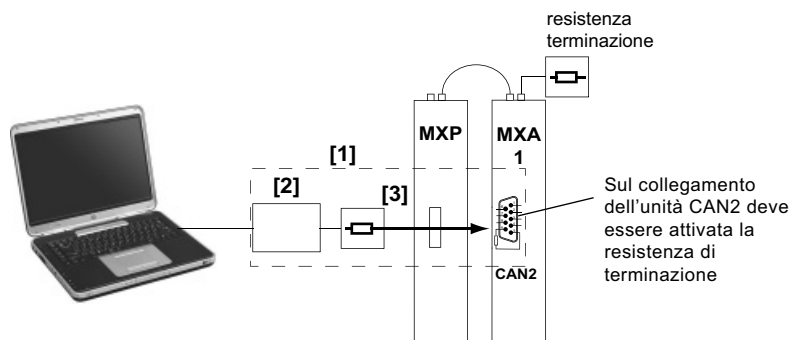 resistenza
terminazione
MXP
MXA
1
[1]
[2]
[3]
Sul collegamento
dell'unità CAN2 deve
essere attivata la
resistenza di
terminazione
CAN2